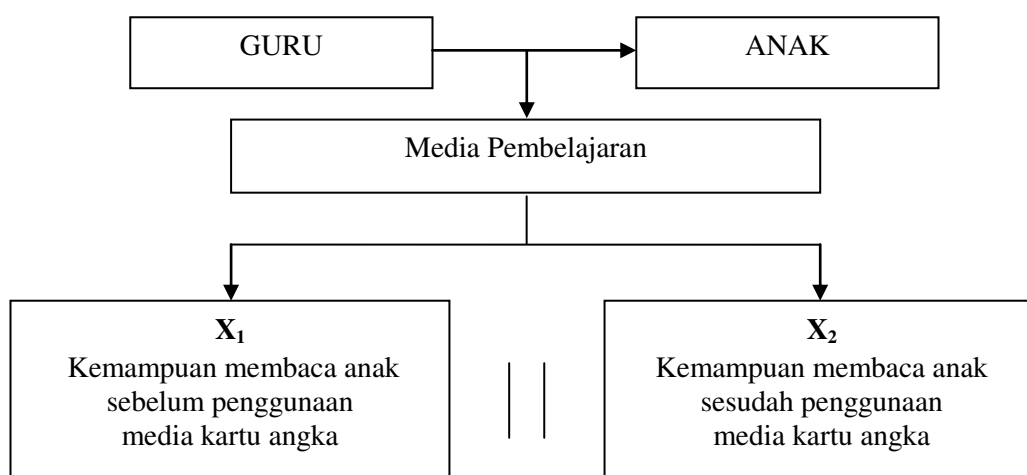 GURU
ANAK
Media Pembelajaran
X₁
Kemampuan membaca anak
sebelum penggunaan
media kartu angka
X₂
Kemampuan membaca anak
sesudah penggunaan
media kartu angka